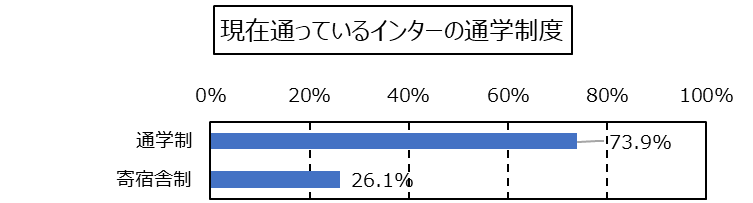 現在通っているインターの通学制度
0% 20% 40% 60% 80% 100%
通学制 73.9%
寄宿舎制 26.1%